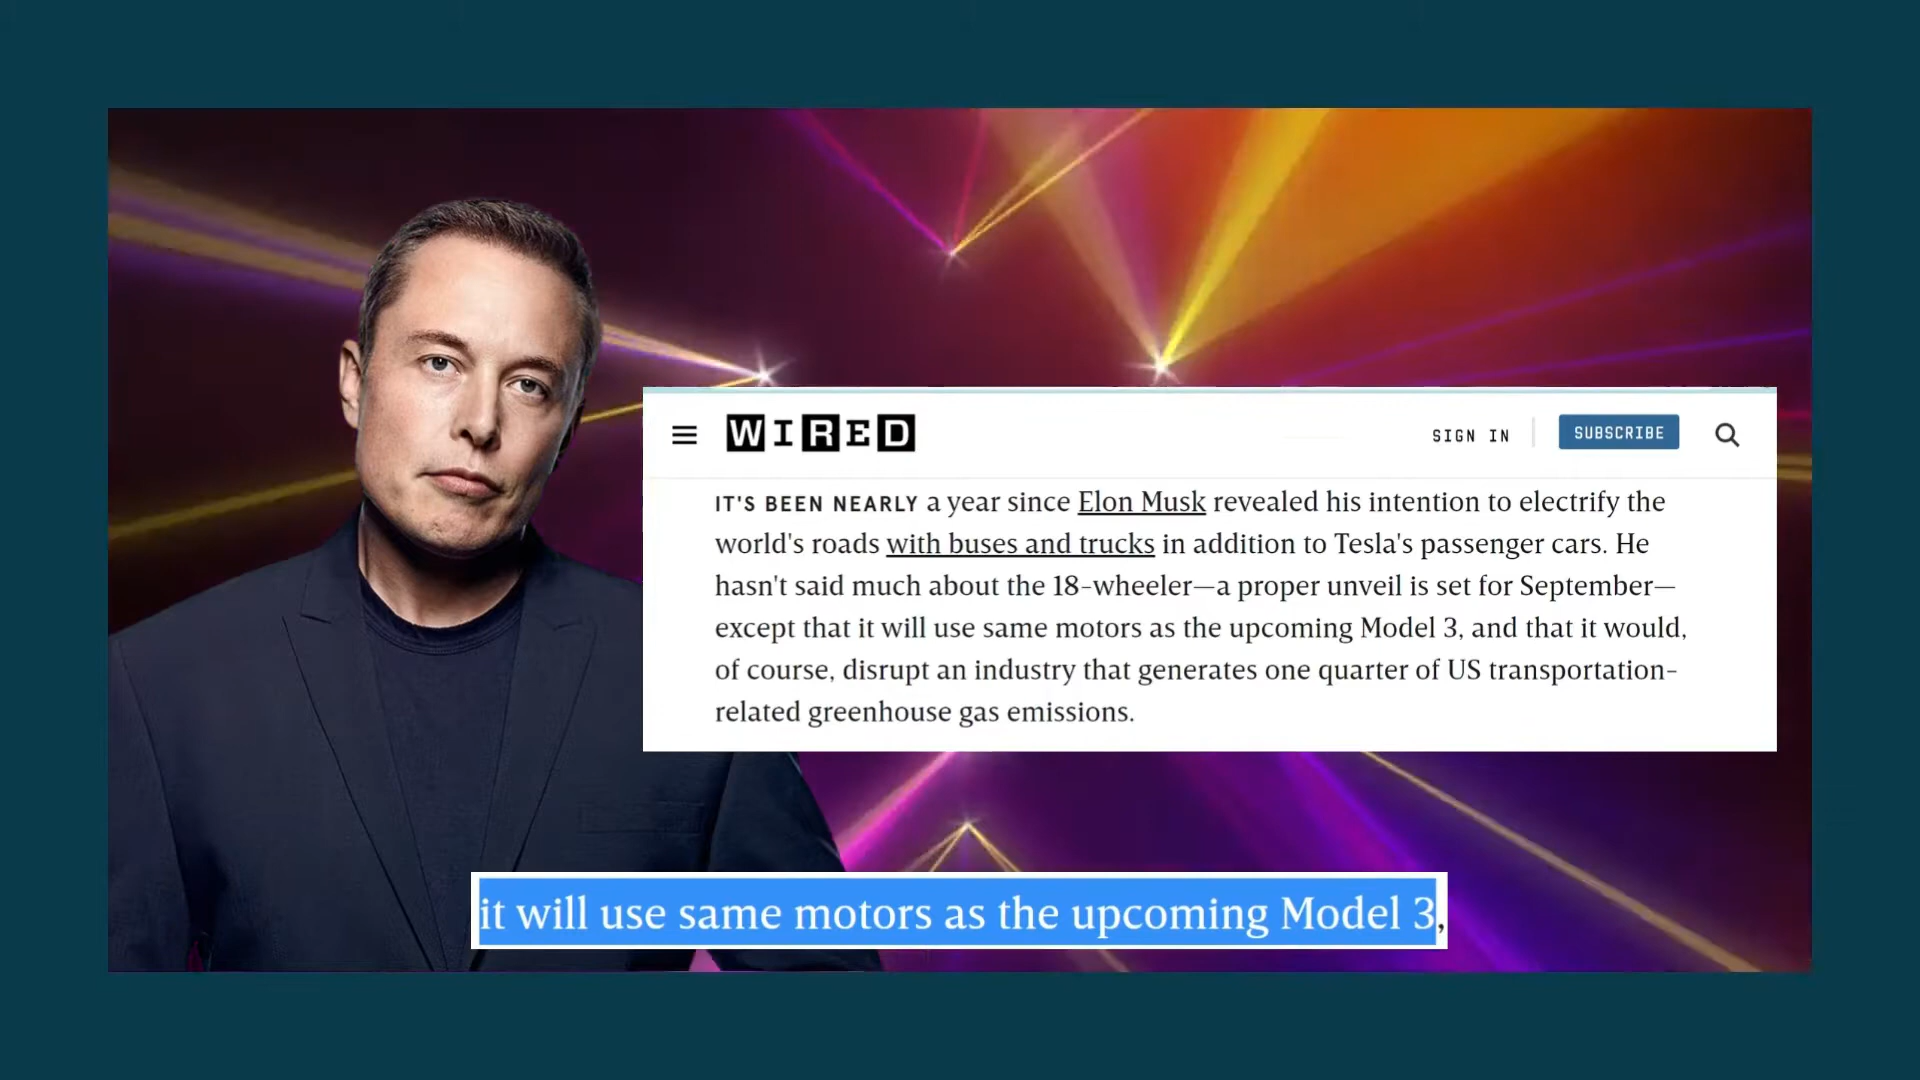 WIRED
SIGN IN
SUBSCRIBE
IT'S BEEN NEARLY a year since Elon Musk revealed his intention to electrify the
world's roads with buses and trucks in addition to Tesla's passenger cars. He
hasn't said much about the 18-wheeler—a proper unveil is set for September—
except that it will use same motors as the upcoming Model 3, and that it would,
of course, disrupt an industry that generates one quarter of US transportation-
related greenhouse gas emissions.
it will use same motors as the upcoming Model 3,